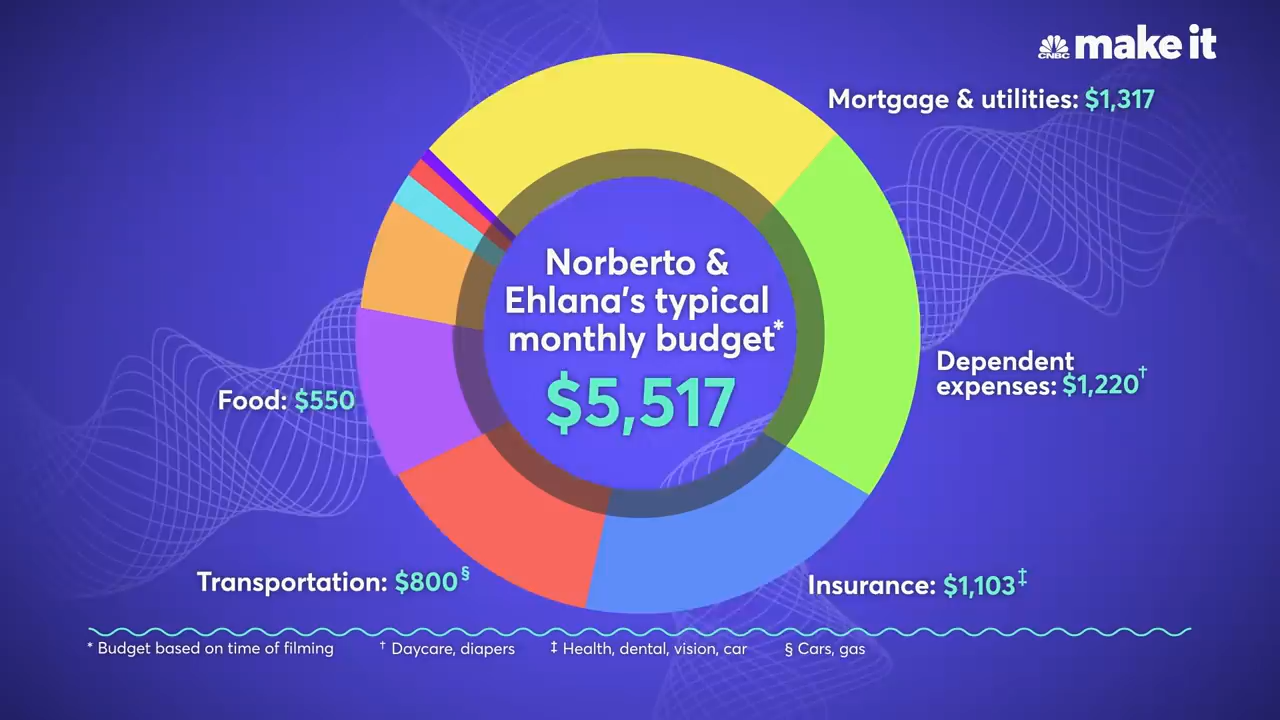 CNBC make it
Mortgage & utilities: $1,317
Norberto &
Ehlana's typical
monthly budget*
$5,517
Dependent
expenses: $1,220†
Food: $550
Transportation: $800§
Insurance: $1,103‡
* Budget based on time of filming † Daycare, diapers ‡ Health, dental, vision, car § Cars, gas